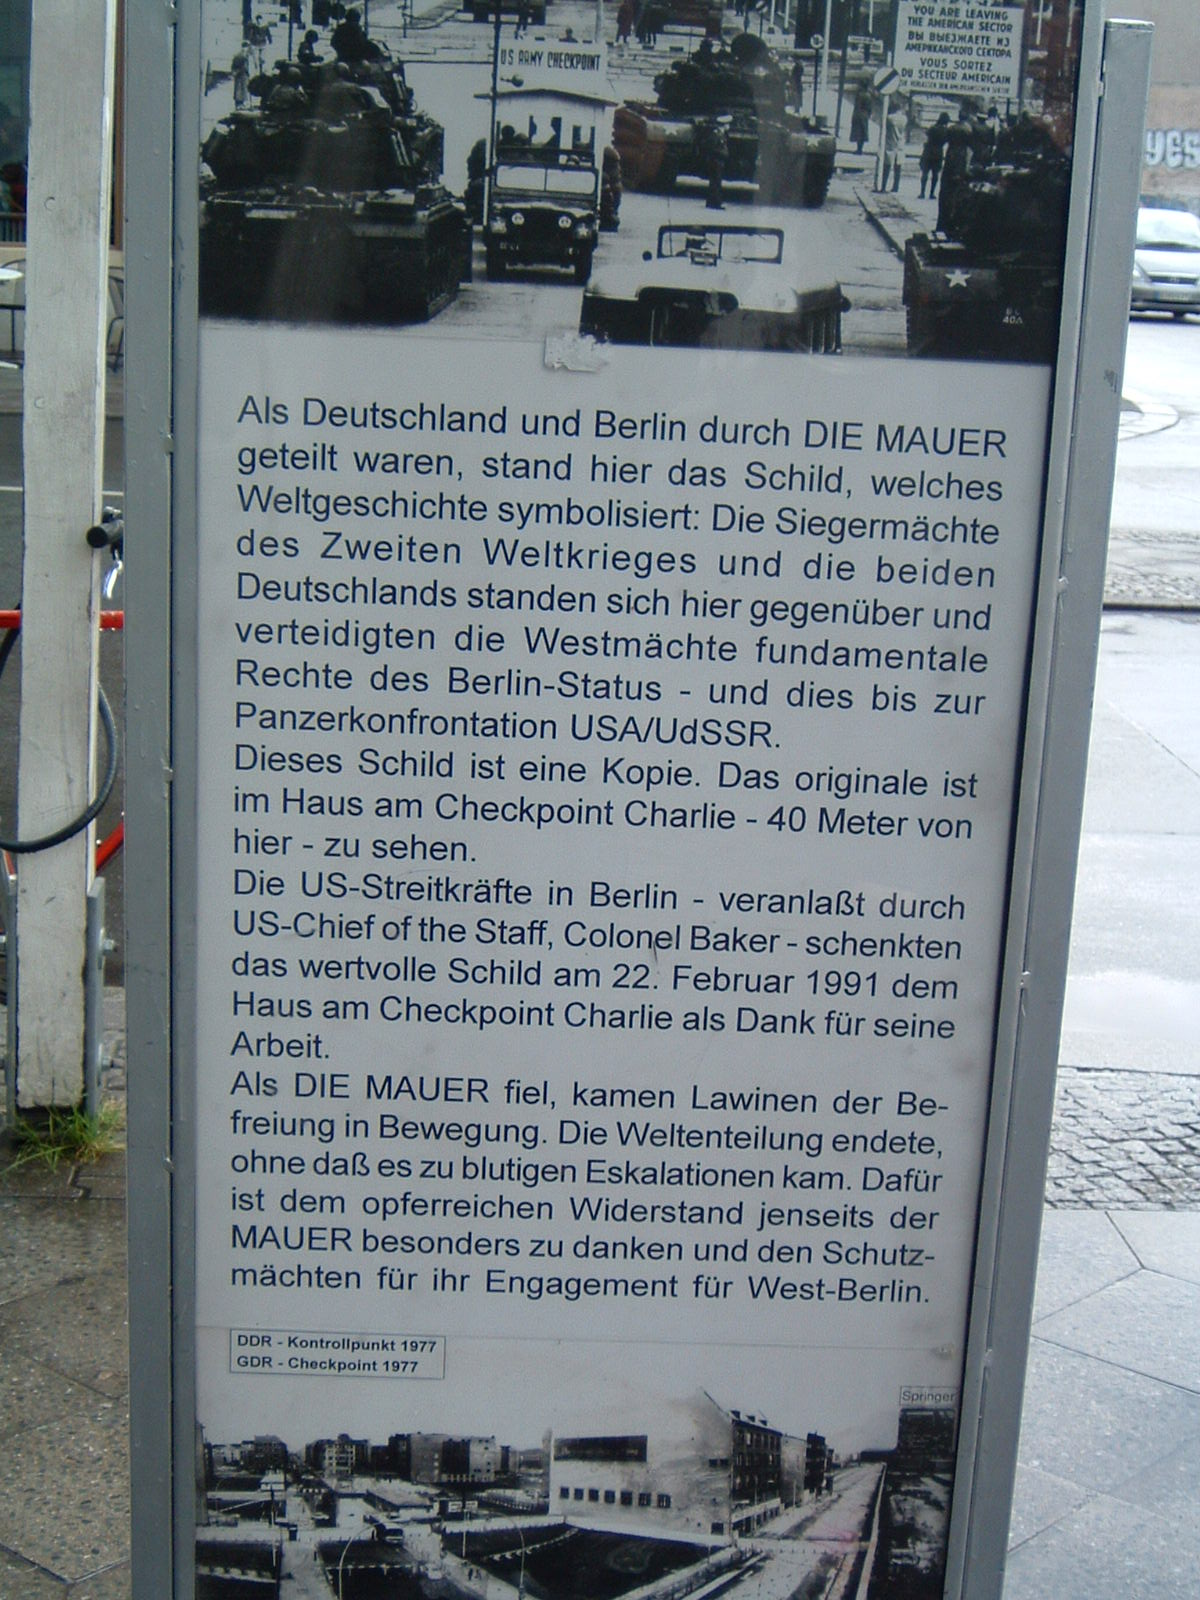 YOU ARE LEAVING
THE AMERICAN SECTOR
ВЫ ВЫЕЗЖАЕТЕ ИЗ
АМЕРИКАНСКОГО СЕКТОРА
VOUS SORTEZ
DU SECTEUR AMERICAIN
US ARMY CHECKPOINT
YES
Als Deutschland und Berlin durch DIE MAUER
geteilt waren, stand hier das Schild, welches
Weltgeschichte symbolisiert: Die Siegermächte
des Zweiten Weltkrieges und die beiden
Deutschlands standen sich hier gegenüber und
verteidigten die Westmächte fundamentale
Rechte des Berlin-Status - und dies bis zur
Panzerkonfrontation USA/UdSSR.
Dieses Schild ist eine Kopie. Das originale ist
im Haus am Checkpoint Charlie - 40 Meter von
hier - zu sehen.
Die US-Streitkräfte in Berlin - veranlaßt durch
US-Chief of the Staff, Colonel Baker - schenkten
das wertvolle Schild am 22. Februar 1991 dem
Haus am Checkpoint Charlie als Dank für seine
Arbeit.
Als DIE MAUER fiel, kamen Lawinen der Be-
freiung in Bewegung. Die Weltenteilung endete,
ohne daß es zu blutigen Eskalationen kam. Dafür
ist dem opferreichen Widerstand jenseits der
MAUER besonders zu danken und den Schutz-
mächten für ihr Engagement für West-Berlin.
DDR - Kontrollpunkt 1977
GDR - Checkpoint 1977
Springer